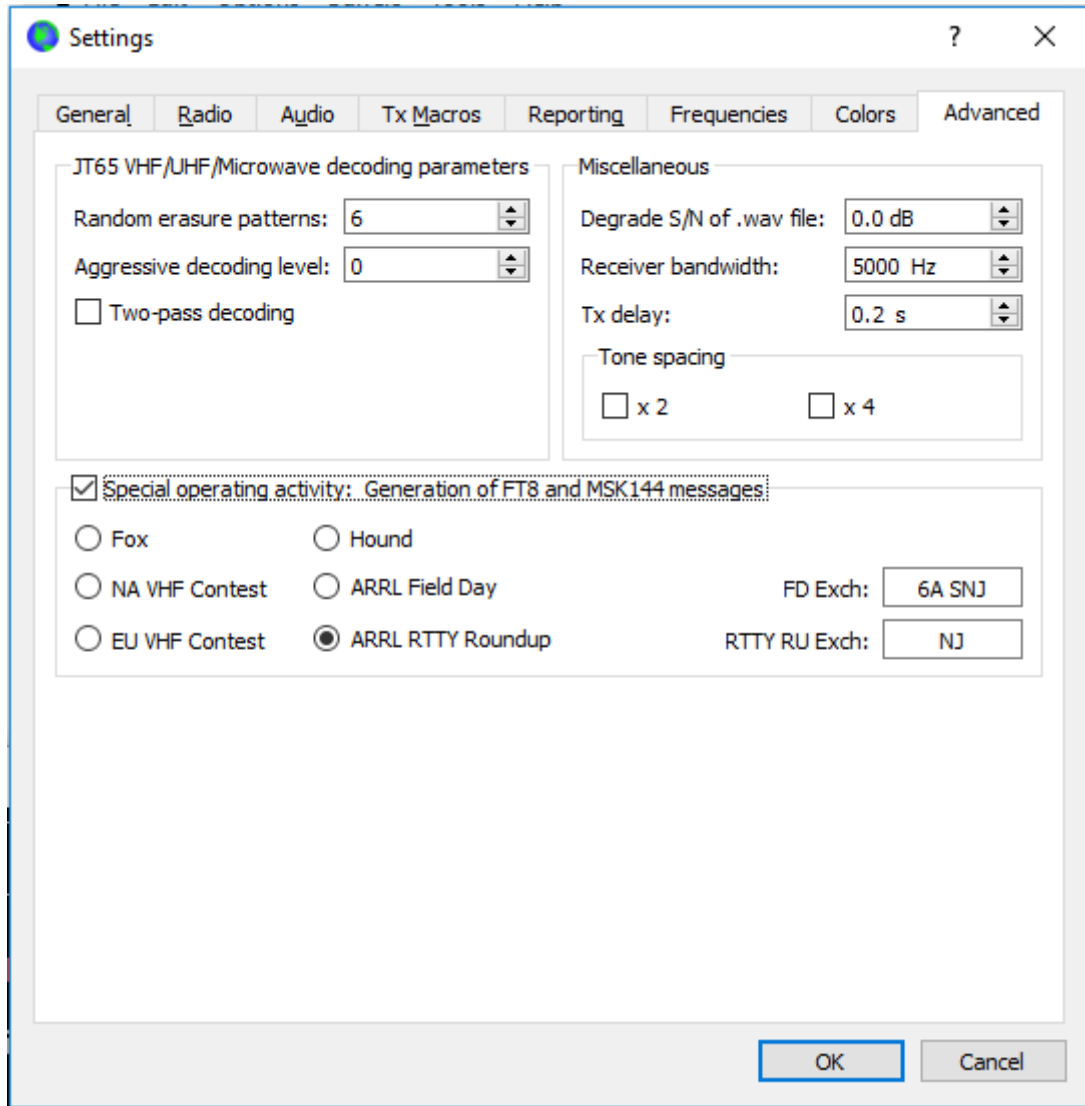 Settings
?
General Radio Audio Tx Macros Reporting Frequencies Colors Advanced
JT65 VHF/UHF/Microwave decoding parameters
Random erasure patterns: 6
Aggressive decoding level: 0
Two-pass decoding
Miscellaneous
Degrade S/N of .wav file: 0.0 dB
Receiver bandwidth: 5000 Hz
Tx delay: 0.2 s
Tone spacing
x 2 x 4
Special operating activity: Generation of FT8 and MSK144 messages
Fox Hound
NA VHF Contest ARRL Field Day FD Exch: 6A SNJ
EU VHF Contest ARRL RTTY Roundup RTTY RU Exch: NJ
OK Cancel